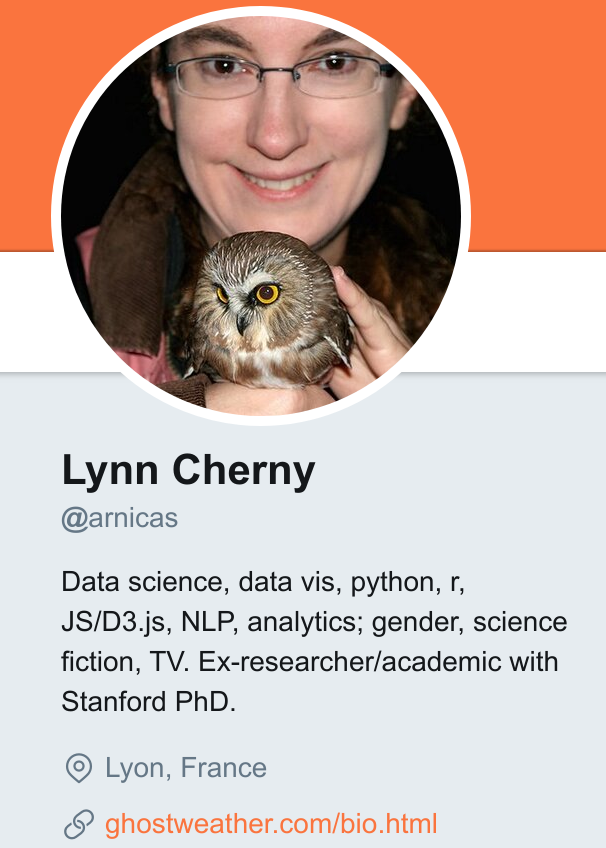 Lynn Cherny
@arnicas
Data science, data vis, python, r,
JS/D3.js, NLP, analytics; gender, science
fiction, TV. Ex-researcher/academic with
Stanford PhD.
Lyon, France
ghostweather.com/bio.html